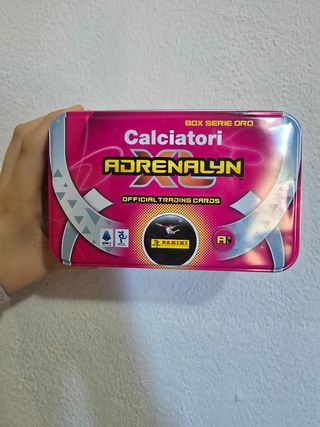 BOX SERIE ORO
Calciatori
ADRENALYN
XL
OFFICIAL TRADING CARDS
PANINI